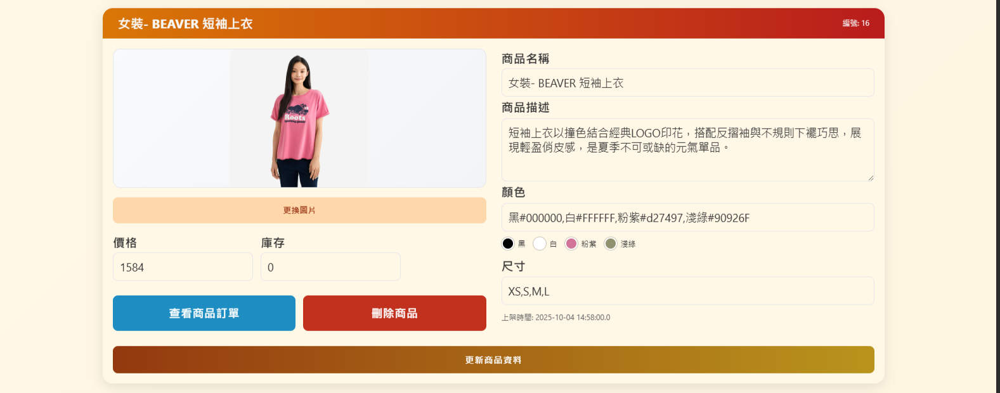 女裝- BEAVER 短袖上衣
編號: 16
Roots
更換圖片
價格
庫存
1584
0
查看商品訂單
刪除商品
商品名稱
女裝- BEAVER 短袖上衣
商品描述
短袖上衣以撞色結合經典LOGO印花，搭配反摺袖與不規則下襬巧思，展
現輕盈俏皮感，是夏季不可或缺的元氣單品。
顏色
黑#000000,白#FFFFFF,粉紫#d27497,淺綠#90926F
黑 白 粉紫 淺綠
尺寸
XS,S,M,L
上架時間: 2025-10-04 14:58:00.0
更新商品資料